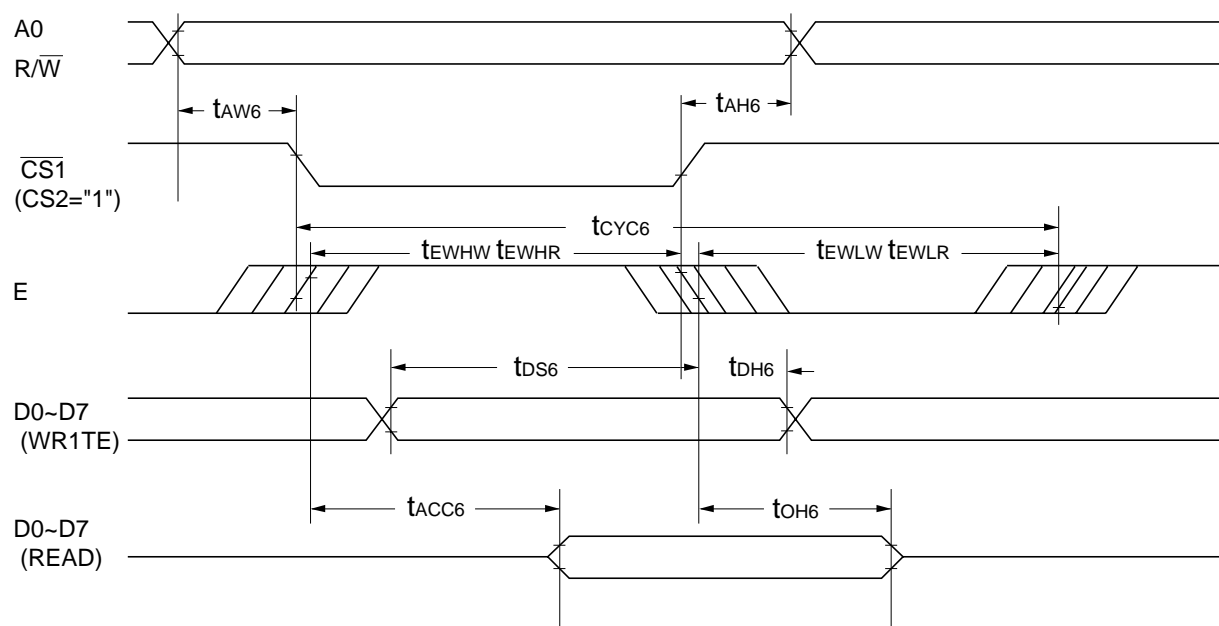 A0
R/W
tAW6
tAH6
CS1
(CS2="1")
tCYC6
tEWHW tEWHR
tEWLW tEWLR
E
tDS6
tDH6
D0~D7
(WR1TE)
tACC6
tOH6
D0~D7
(READ)